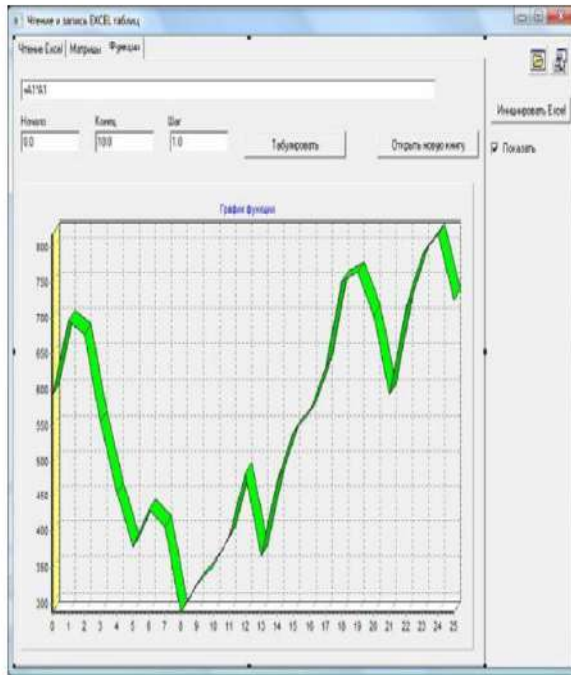 Чтение и запись EXCEL таблиц
Чтение Excel Матрицы Функции
=A1*A1
Начало Конец Шаг
0.0 10.0 1.0 Табулировать Открыть новую книгу
Инициировать Excel
Показать
График функции
800
750
700
650
600
550
500
450
400
350
300
0 1 2 3 4 5 6 7 8 9 10 11 12 13 14 15 16 17 18 19 20 21 22 23 24 25